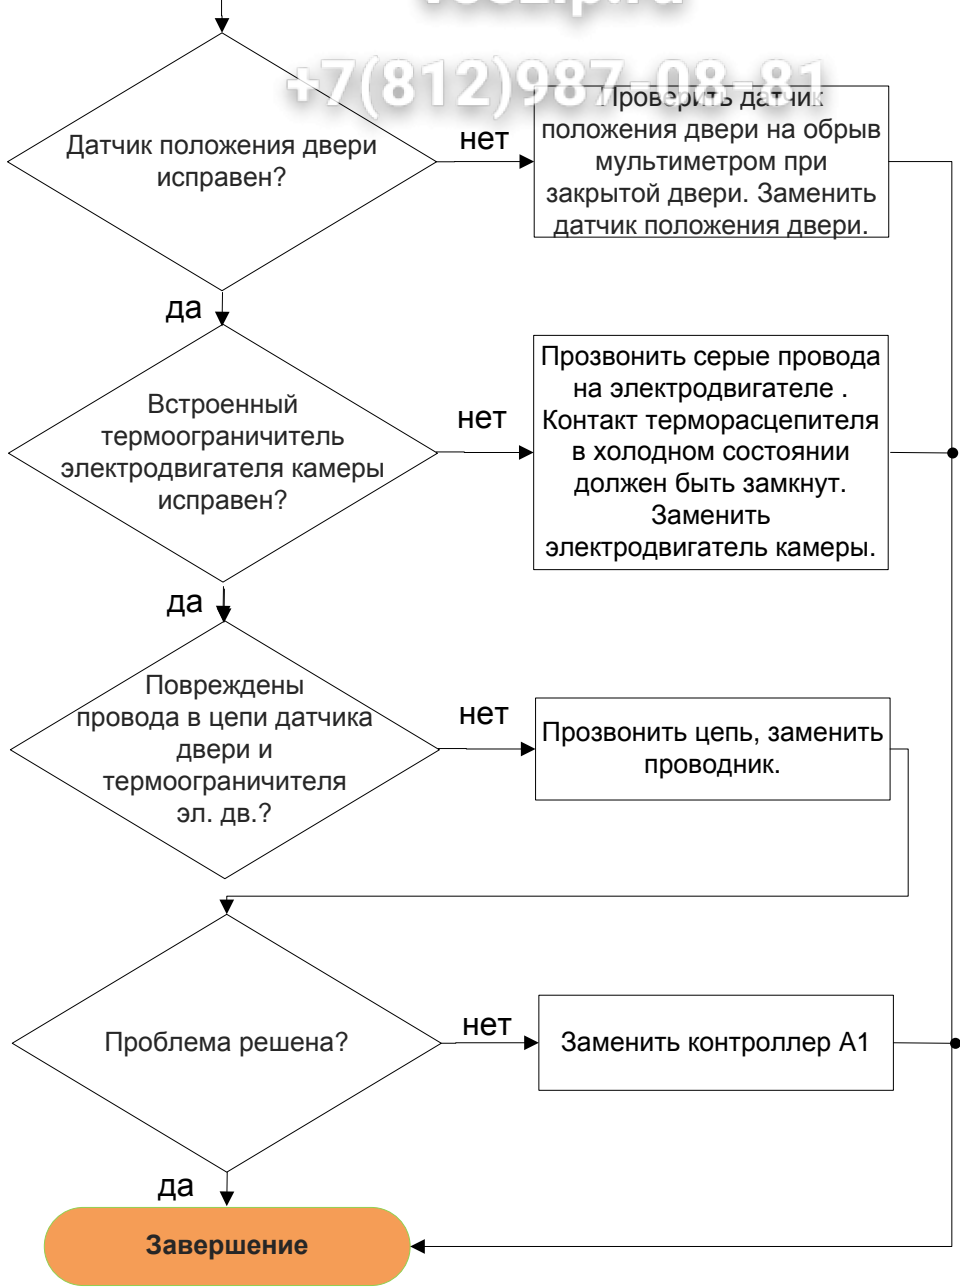 +7(812)987-08-81
Датчик положения двери
исправен?
нет
Проверить датчик
положения двери на обрыв
мультиметром при
закрытой двери. Заменить
датчик положения двери.
да
Встроенный
термоограничитель
электродвигателя камеры
исправен?
нет
Прозвонить серые провода
на электродвигателе .
Контакт терморасцепителя
в холодном состоянии
должен быть замкнут.
Заменить
электродвигатель камеры.
да
Повреждены
провода в цепи датчика
двери и
термоограничителя
эл. дв.?
нет
Прозвонить цепь, заменить
проводник.
Проблема решена?
нет
Заменить контроллер А1
да
Завершение